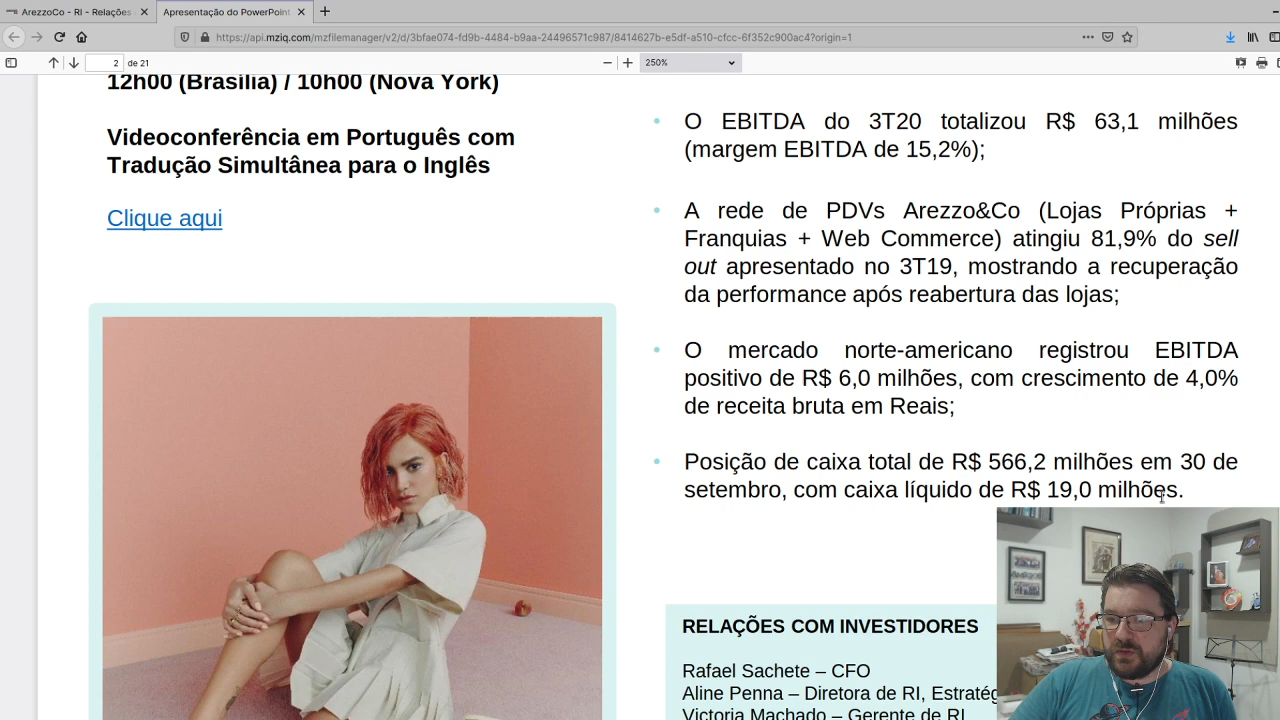 ArezzoCo - RI - Relações
Apresentação do PowerPoint
https://api.mziq.com/mzfilemanager/v2/d/3bfae074-fd9b-4484-b9aa-24496571c987/8414627b-e5df-a510-cfcc-6f352c900ac4?origin=1
2 de 21
250%
12h00 (Brasília) / 10h00 (Nova York)
Videoconferência em Português com
Tradução Simultânea para o Inglês
Clique aqui
• O EBITDA do 3T20 totalizou R$ 63,1 milhões
(margem EBITDA de 15,2%);
• A rede de PDVs Arezzo&Co (Lojas Próprias +
Franquias + Web Commerce) atingiu 81,9% do sell
out apresentado no 3T19, mostrando a recuperação
da performance após reabertura das lojas;
• O mercado norte-americano registrou EBITDA
positivo de R$ 6,0 milhões, com crescimento de 4,0%
de receita bruta em Reais;
• Posição de caixa total de R$ 566,2 milhões em 30 de
setembro, com caixa líquido de R$ 19,0 milhões.
RELAÇÕES COM INVESTIDORES
Rafael Sachete – CFO
Aline Penna – Diretora de RI, Estratég
Victoria Machado – Gerente de RI